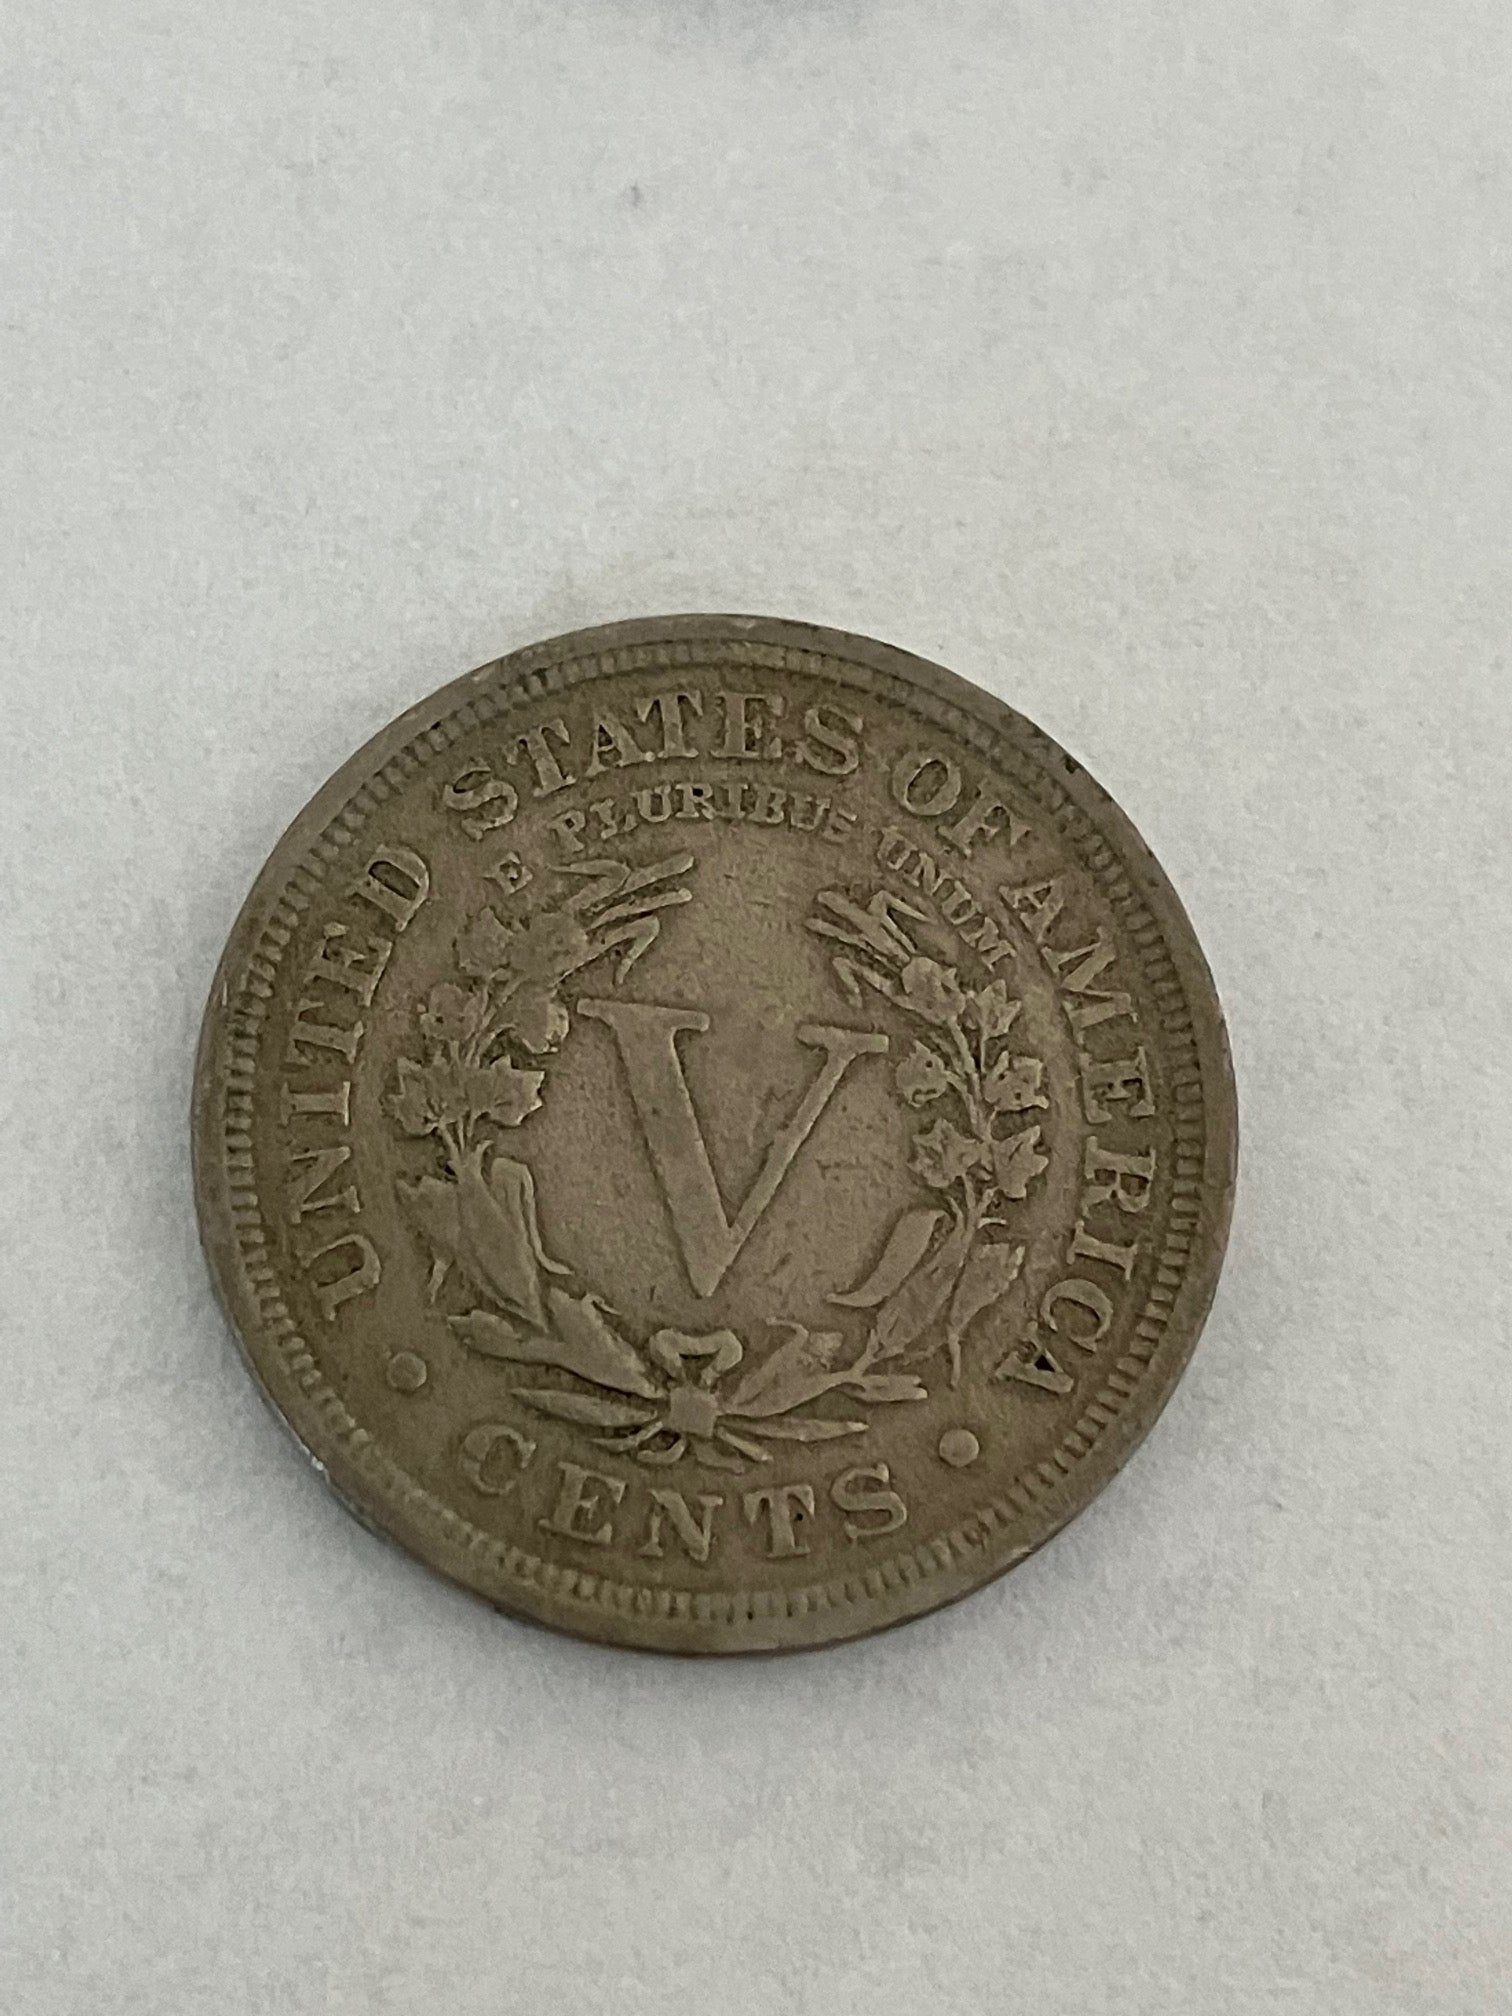 UNITED STATES OF AMERICA
E PLURIBUS UNUM
V
CENTS